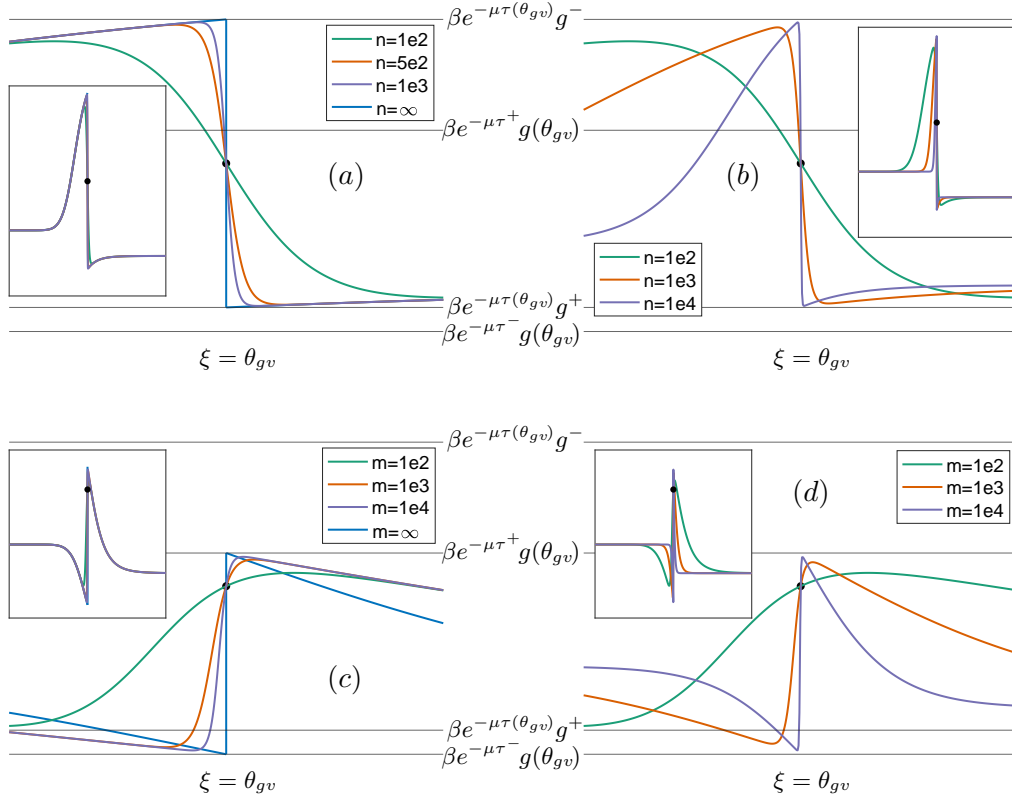 βe^{−μτ(θ_{gv})}g^−
n=1e2
n=5e2
n=1e3
n=∞
βe^{−μτ^+}g(θ_{gv})
(a)
(b)
n=1e2
n=1e3
n=1e4
βe^{−μτ(θ_{gv})}g^+
βe^{−μτ^−}g(θ_{gv})
ξ = θ_{gv}
ξ = θ_{gv}
βe^{−μτ(θ_{gv})}g^−
m=1e2
m=1e3
m=1e4
m=∞
(d)
m=1e2
m=1e3
m=1e4
βe^{−μτ^+}g(θ_{gv})
(c)
βe^{−μτ(θ_{gv})}g^+
βe^{−μτ^−}g(θ_{gv})
ξ = θ_{gv}
ξ = θ_{gv}